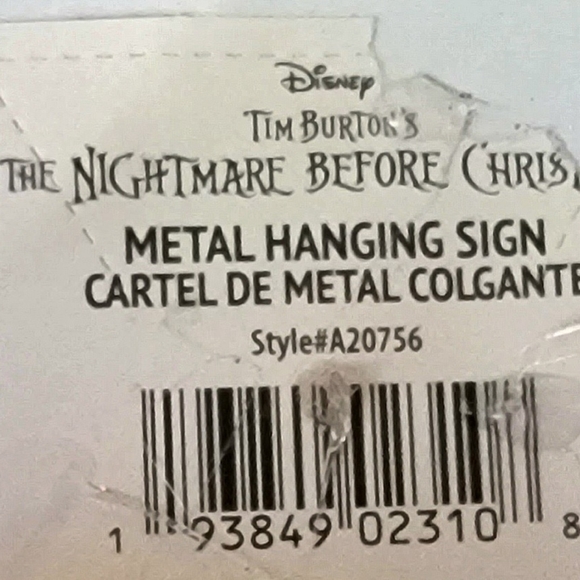 Disney
TIM BURTON'S
THE NIGHTMARE BEFORE
METAL HANGING SIGN
CARTEL DE METAL COLGANTE
Style#A20756
1 93849 02310 8